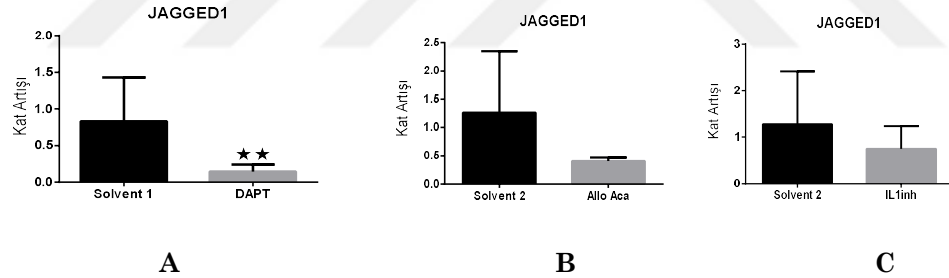 JAGGED1
Kat Artışı
2.0
1.5
1.0
0.5
0.0
★★
Solvent 1 DAPT
A
JAGGED1
Kat Artışı
2.5
2.0
1.5
1.0
0.5
0.0
Solvent 2 Allo Aca
B
JAGGED1
Kat Artışı
3
2
1
0
Solvent 2 IL1inh
C